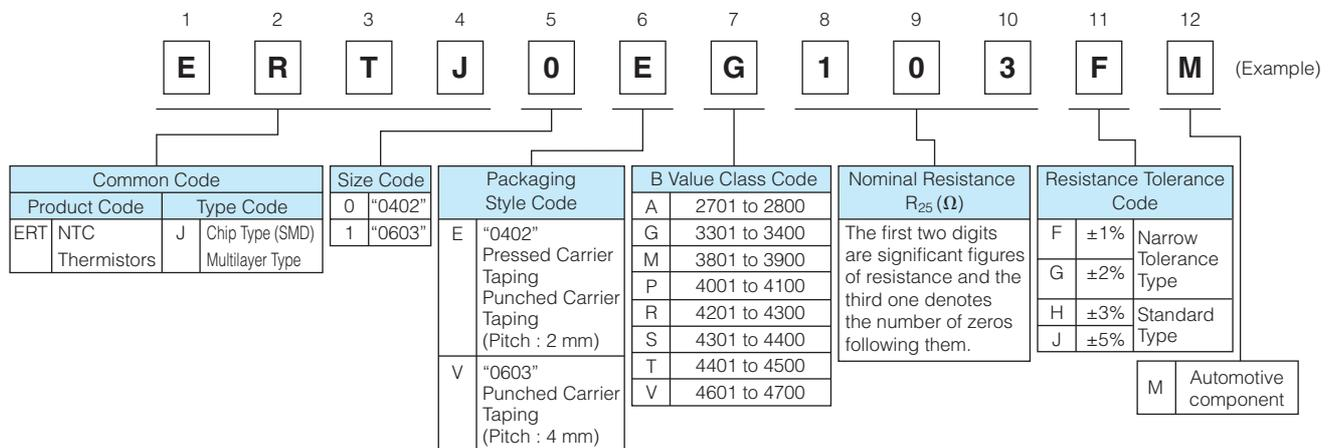 1 2 3 4 5 6 7 8 9 10 11 12
E R T J 0 E G 1 0 3 F M (Example)
Common Code
Product Code Type Code
ERT NTC Thermistors J Chip Type (SMD) Multilayer Type
Size Code
0 "0402"
1 "0603"
Packaging
Style Code
E "0402"
Pressed Carrier
Taping
Punched Carrier
Taping
(Pitch : 2 mm)
V "0603"
Punched Carrier
Taping
(Pitch : 4 mm)
B Value Class Code
A 2701 to 2800
G 3301 to 3400
M 3801 to 3900
P 4001 to 4100
R 4201 to 4300
S 4301 to 4400
T 4401 to 4500
V 4601 to 4700
Nominal Resistance
R25 (Ω)
The first two digits
are significant figures
of resistance and the
third one denotes
the number of zeros
following them.
Resistance Tolerance
Code
F ±1% Narrow Tolerance Type
G ±2%
H ±3% Standard Type
J ±5%
M Automotive component